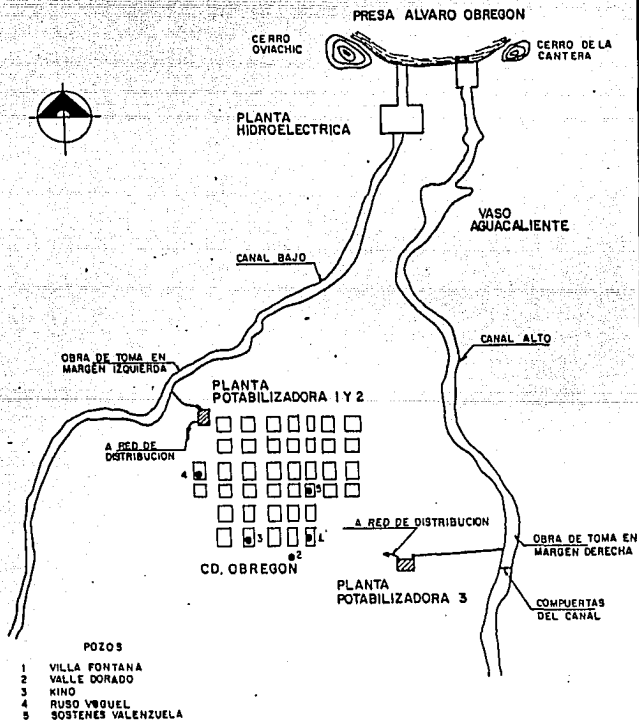 PRESA ALVARO OBREGON
CERRO
OVIACHIC
CERRO DE LA
CANTERA
PLANTA
HIDROELECTRICA
VASO
AGUACALIENTE
CANAL BAJO
CANAL ALTO
OBRA DE TOMA EN
MARGEN IZQUIERDA
PLANTA
POTABILIZADORA 1 Y 2
A RED DE
DISTRIBUCION
4
5
3
1
2
CD. OBREGON
A RED DE DISTRIBUCION
OBRA DE TOMA EN
MARGEN DERECHA
PLANTA
POTABILIZADORA 3
COMPUERTAS
DEL CANAL
POZOS
1 VILLA FONTANA
2 VALLE DORADO
3 KINO
4 RUSO VOGUEL
5 SOSTENES VALENZUELA